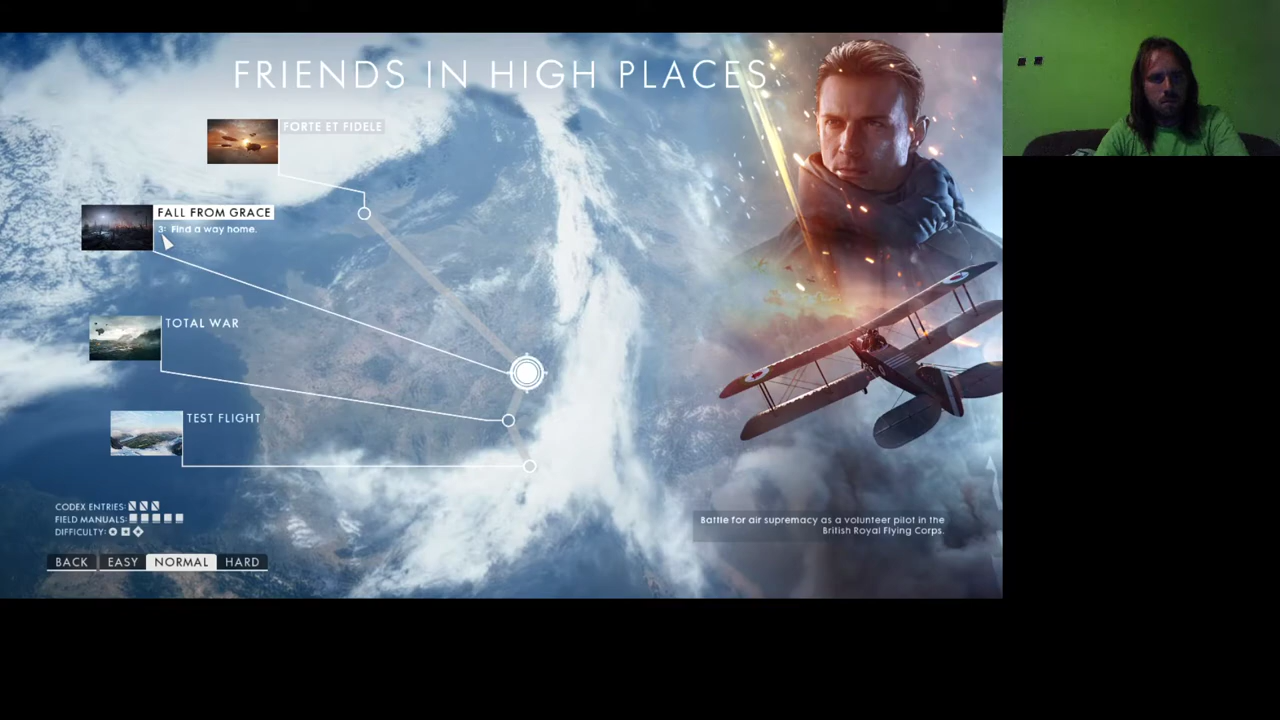 FRIENDS IN HIGH PLACES
FORTE ET FIDELE
FALL FROM GRACE
3: Find a way home.
TOTAL WAR
TEST FLIGHT
CODEX ENTRIES:
FIELD MANUALS:
DIFFICULTY:
Battle for air supremacy as a volunteer pilot in the
British Royal Flying Corps.
BACK EASY NORMAL HARD